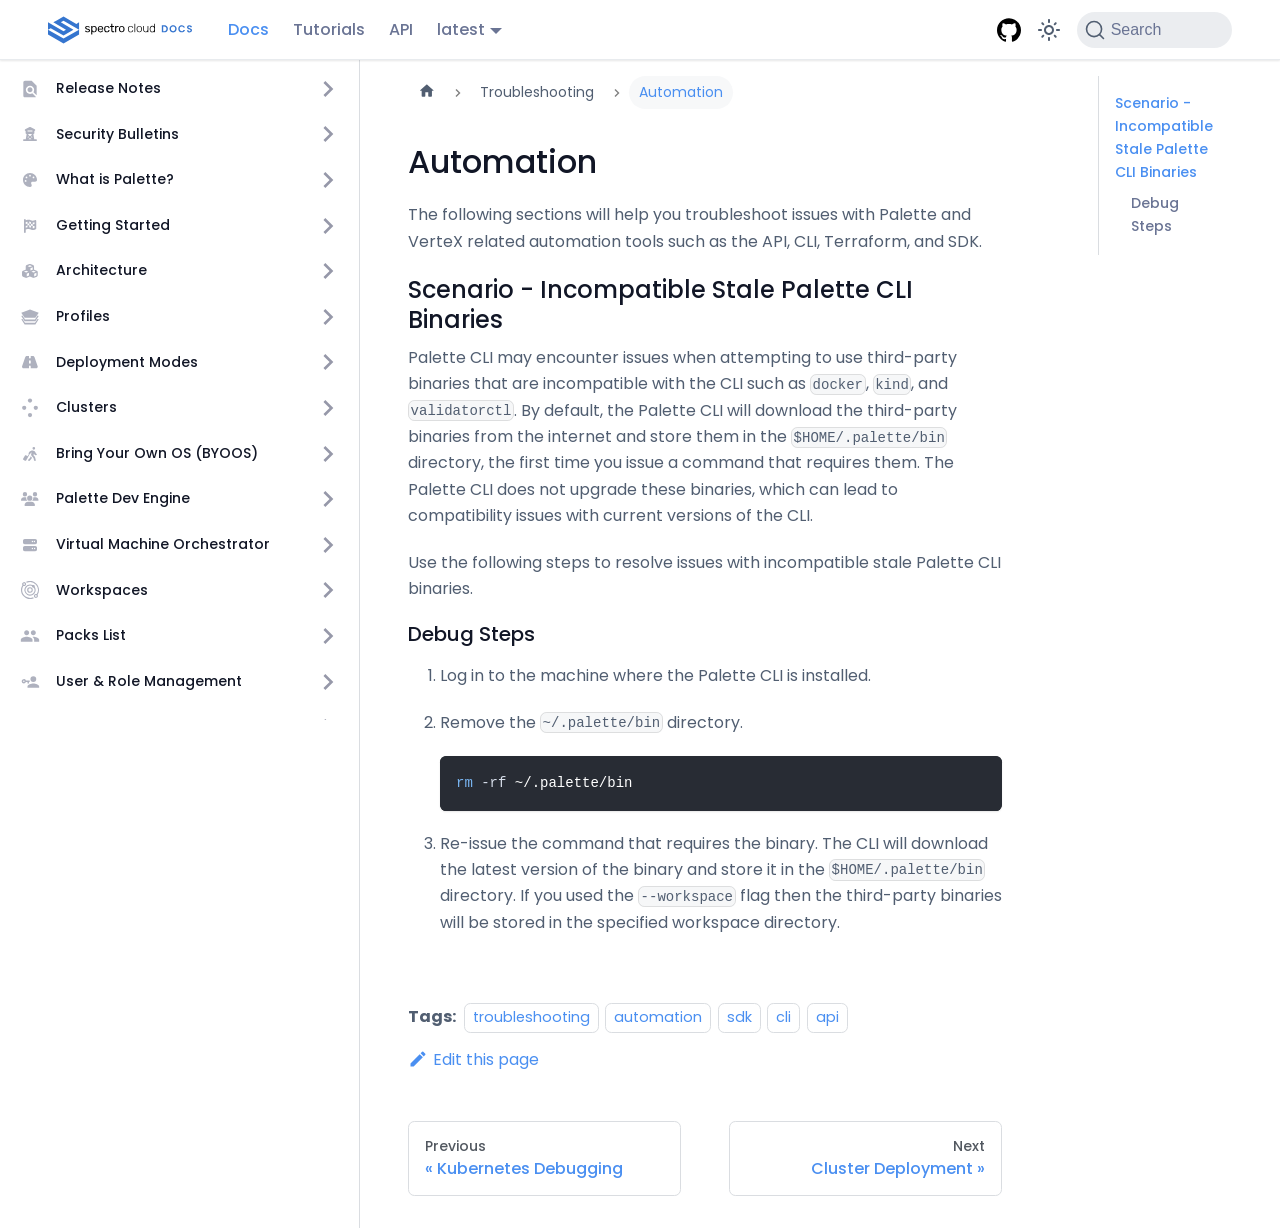 spectro cloud DOCS
Docs
Tutorials
API
latest
Search
Release Notes
Security Bulletins
What is Palette?
Getting Started
Architecture
Profiles
Deployment Modes
Clusters
Bring Your Own OS (BYOOS)
Palette Dev Engine
Virtual Machine Orchestrator
Workspaces
Packs List
User & Role Management
Troubleshooting
Automation
Automation
The following sections will help you troubleshoot issues with Palette and
VerteX related automation tools such as the API, CLI, Terraform, and SDK.
Scenario - Incompatible Stale Palette CLI
Binaries
Palette CLI may encounter issues when attempting to use third-party
binaries that are incompatible with the CLI such as docker, kind, and
validatorctl. By default, the Palette CLI will download the third-party
binaries from the internet and store them in the $HOME/.palette/bin
directory, the first time you issue a command that requires them. The
Palette CLI does not upgrade these binaries, which can lead to
compatibility issues with current versions of the CLI.
Use the following steps to resolve issues with incompatible stale Palette CLI
binaries.
Debug Steps
1. Log in to the machine where the Palette CLI is installed.
2. Remove the ~/.palette/bin directory.
rm -rf ~/.palette/bin
3. Re-issue the command that requires the binary. The CLI will download
the latest version of the binary and store it in the $HOME/.palette/bin
directory. If you used the --workspace flag then the third-party binaries
will be stored in the specified workspace directory.
Tags: troubleshooting automation sdk cli api
Edit this page
Previous
« Kubernetes Debugging
Next
Cluster Deployment »
Scenario -
Incompatible
Stale Palette
CLI Binaries
Debug
Steps